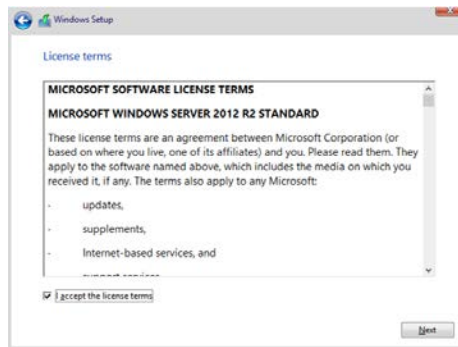 Windows Setup
License terms
MICROSOFT SOFTWARE LICENSE TERMS
MICROSOFT WINDOWS SERVER 2012 R2 STANDARD
These license terms are an agreement between Microsoft Corporation (or
based on where you live, one of its affiliates) and you. Please read them. They
apply to the software named above, which includes the media on which you
received it, if any. The terms also apply to any Microsoft:
- updates,
- supplements,
- Internet-based services, and
support services
I accept the license terms
Next